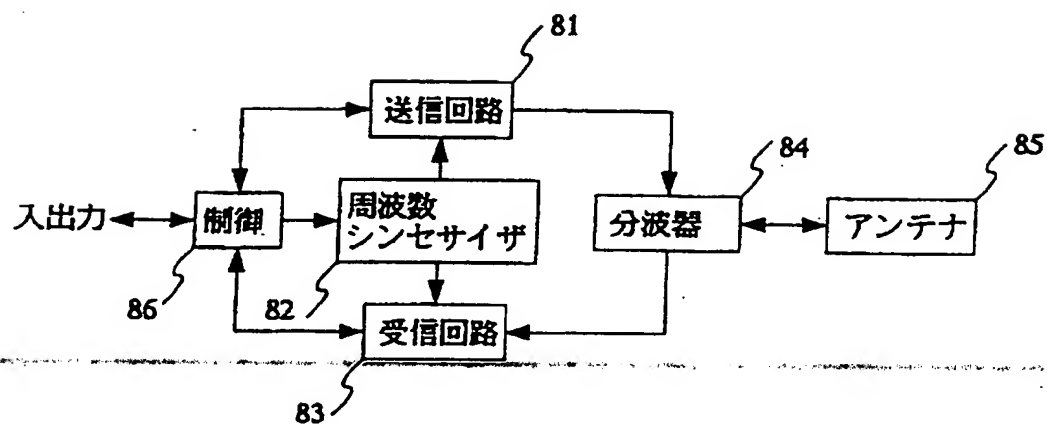 81
送信回路
84
85
入出力
制御
周波数
シンセサイザ
分波器
アンテナ
86
82
受信回路
83